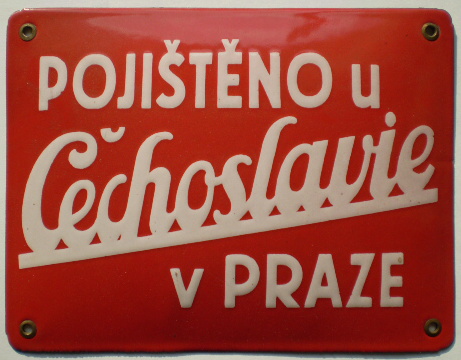 POJIŠTĚNO u
Čechoslavie
v PRAZE